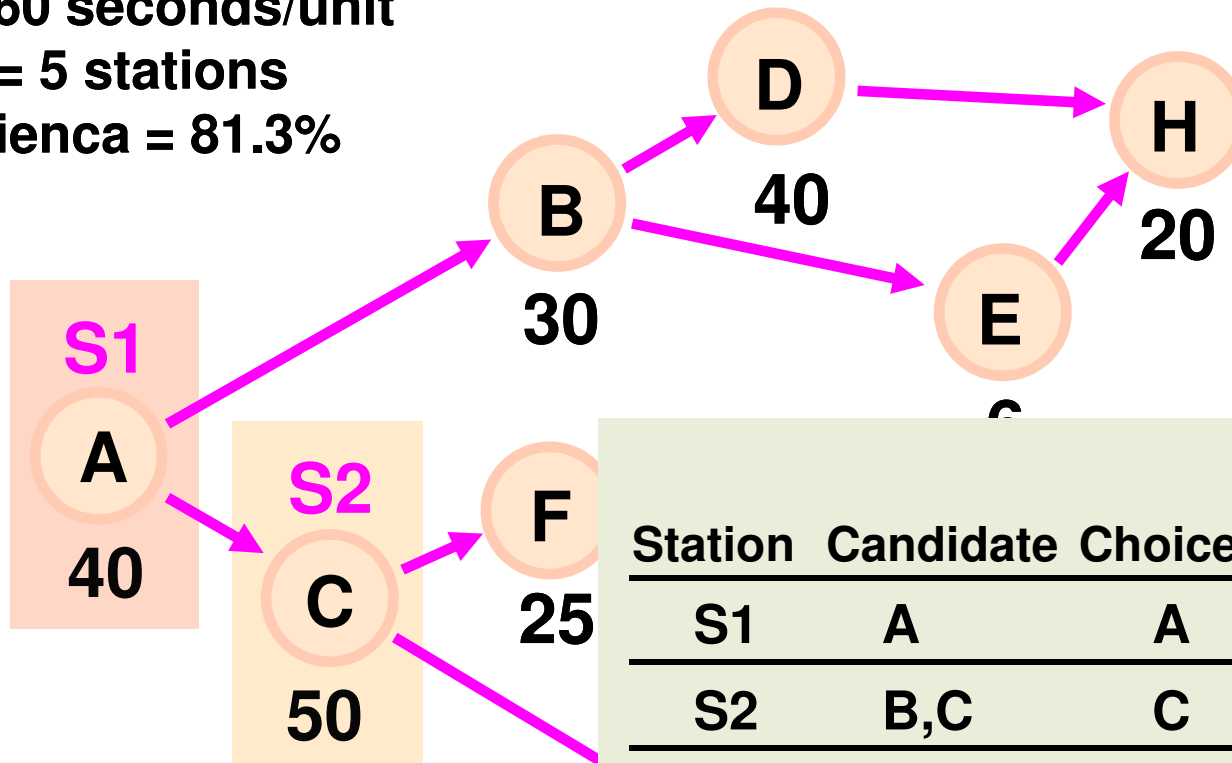 60 seconds/unit
= 5 stations
ienca = 81.3%
D
40
H
20
B
30
E
S1
A
40
S2
C
50
F
25
Station Candidate Choice
S1 A A
S2 B,C C